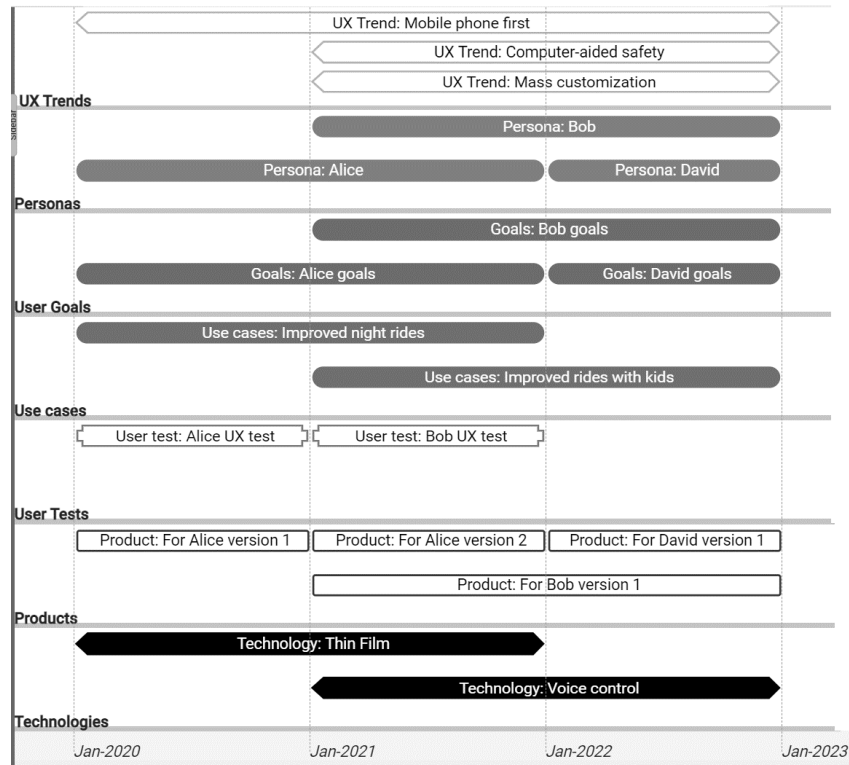 UX Trend: Mobile phone first
UX Trend: Computer-aided safety
UX Trend: Mass customization
UX Trends
Sidebar
Persona: Bob
Persona: Alice
Persona: David
Personas
Goals: Bob goals
Goals: Alice goals
Goals: David goals
User Goals
Use cases: Improved night rides
Use cases: Improved rides with kids
Use cases
User test: Alice UX test
User test: Bob UX test
User Tests
Product: For Alice version 1
Product: For Alice version 2
Product: For David version 1
Product: For Bob version 1
Products
Technology: Thin Film
Technology: Voice control
Technologies
Jan-2020
Jan-2021
Jan-2022
Jan-2023